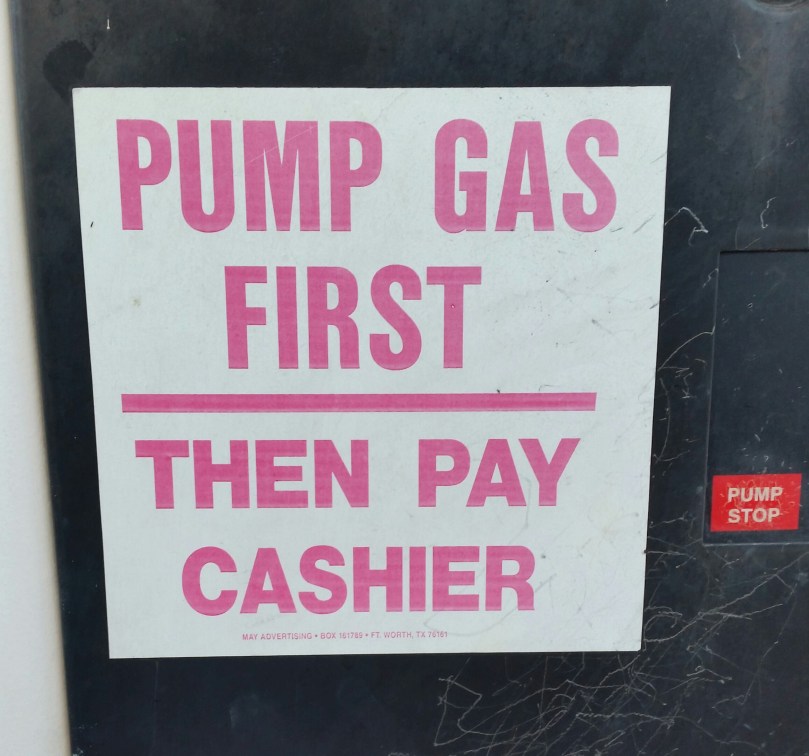 PUMP GAS
FIRST
THEN PAY
CASHIER
MAY ADVERTISING • BOX 161789 • FT. WORTH, TX 76161
PUMP
STOP